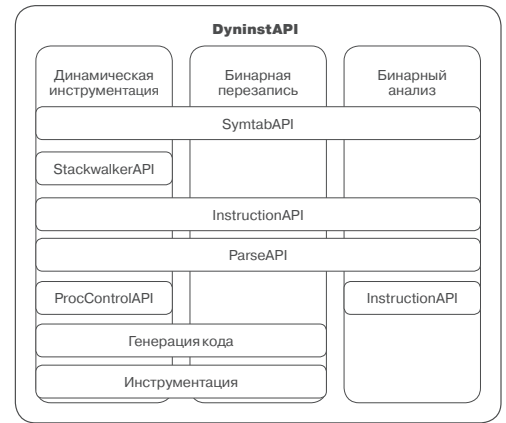 DyninstAPI
Динамическая
инструментация
Бинарная
перезапись
Бинарный
анализ
SymtabAPI
StackwalkerAPI
InstructionAPI
ParseAPI
ProcControlAPI
InstructionAPI
Генерация кода
Инструментация